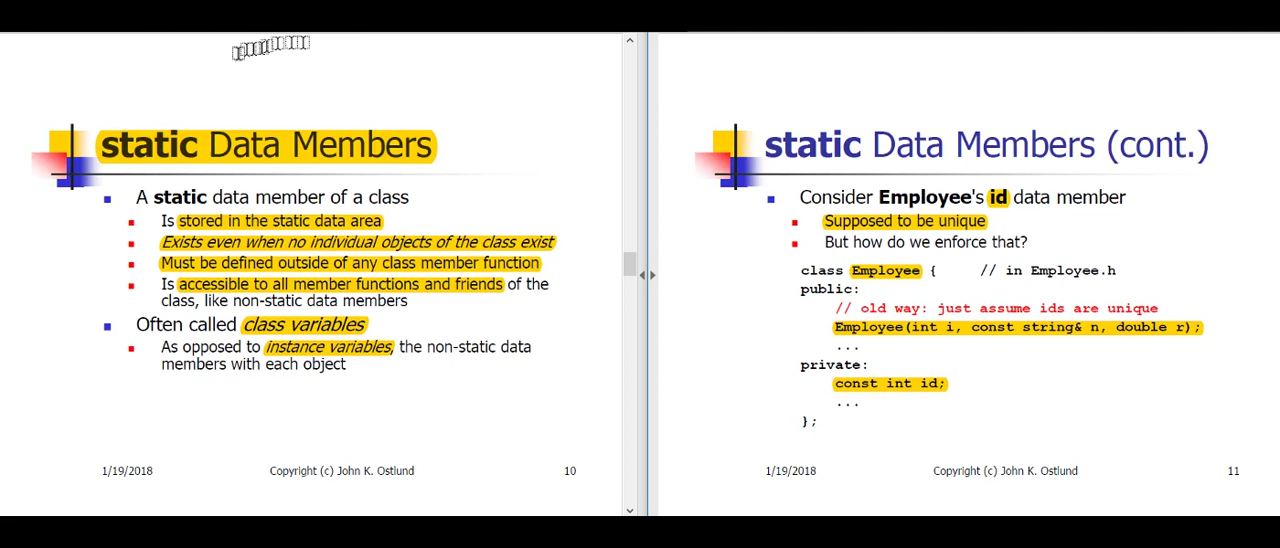 static Data Members
A static data member of a class
Is stored in the static data area
Exists even when no individual objects of the class exist
Must be defined outside of any class member function
Is accessible to all member functions and friends of the
class, like non-static data members
Often called class variables
As opposed to instance variables, the non-static data
members with each object
1/19/2018 Copyright (c) John K. Ostlund 10
static Data Members (cont.)
Consider Employee's id data member
Supposed to be unique
But how do we enforce that?
class Employee { // in Employee.h
public:
// old way: just assume ids are unique
Employee(int i, const string& n, double r);
...
private:
const int id;
...
};
1/19/2018 Copyright (c) John K. Ostlund 11